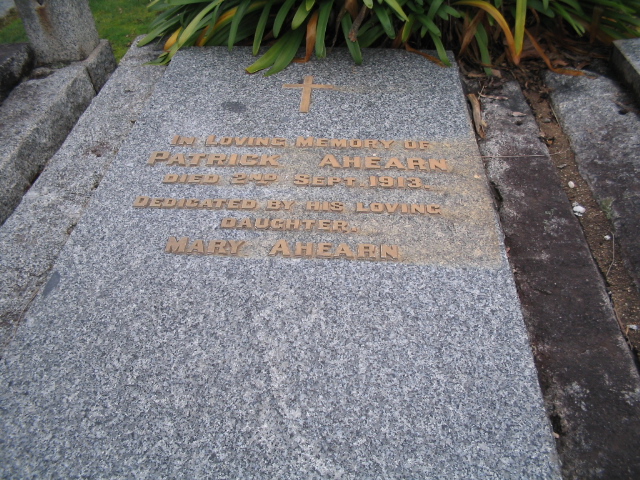 In Loving Memory of
Patrick Ahearn,
Died 2nd Sept. 1913.
Dedicated by his loving
daughter,
Mary Ahearn